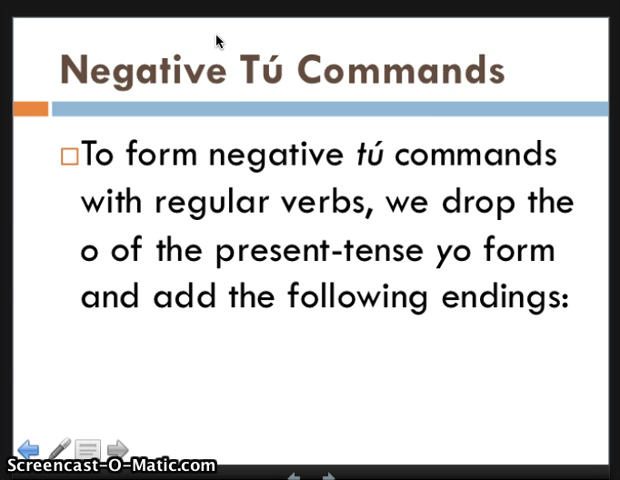 Negative Tú Commands
To form negative tú commands
with regular verbs, we drop the
o of the present-tense yo form
and add the following endings:
Screencast-O-Matic.com